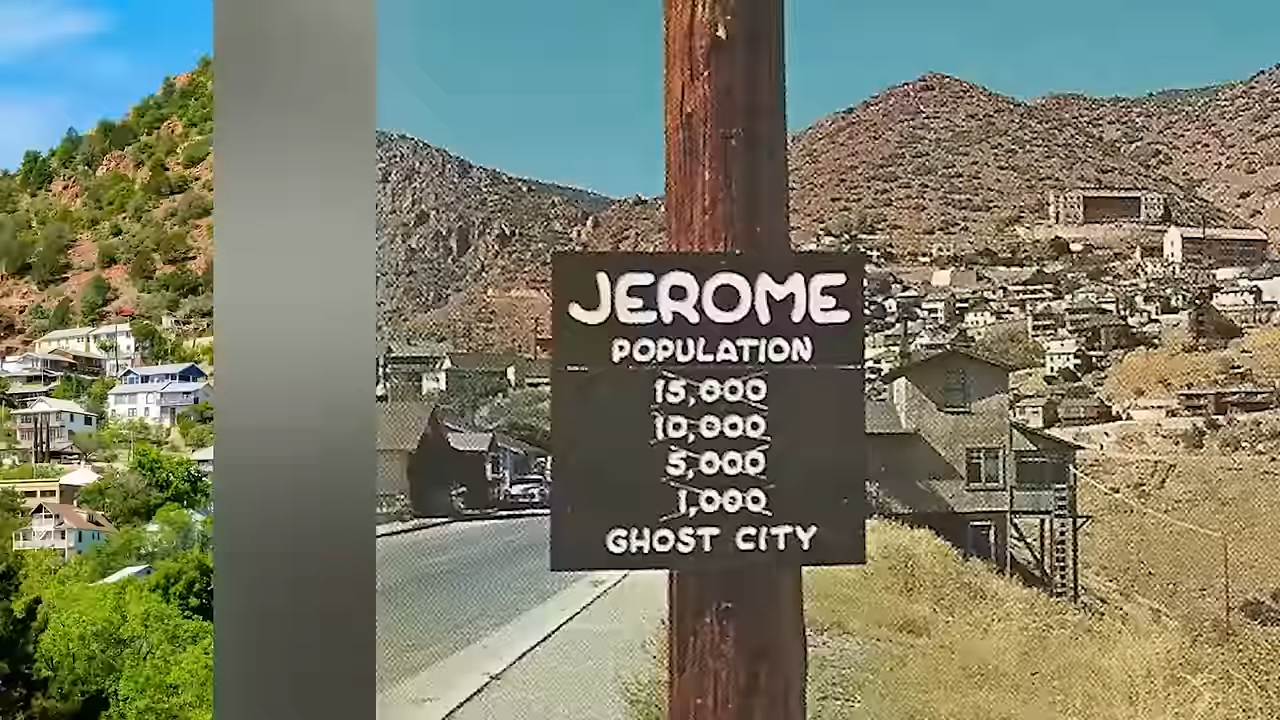 JEROME
POPULATION
15,000
10,000
5,000
1,000
GHOST CITY